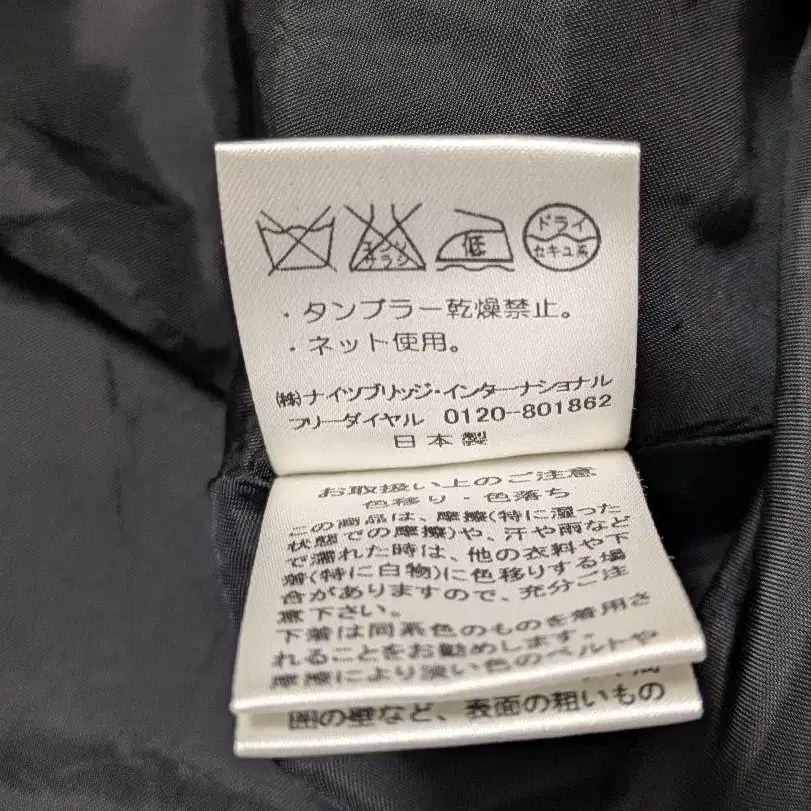 エンソ
サラシ
低
ドライ
セキユ系
・タンブラー乾燥禁止。
・ネット使用。
㈱ナイツブリッジ・インターナショナル
フリーダイヤル 0120-801862
日本製
お取扱い上のご注意
色移り・色落ち
この商品は、摩擦(特に湿った
状態での摩擦)や、汗や雨など
で濡れた時は、他の衣料や下
着(特に白物)に色移りする場
合がありますので、充分ご注
意下さい。
下着は同系色のものを着用さ
れることをお勧めします。
摩擦により淡い色のベルトや
囲の壁など、表面の粗いもの